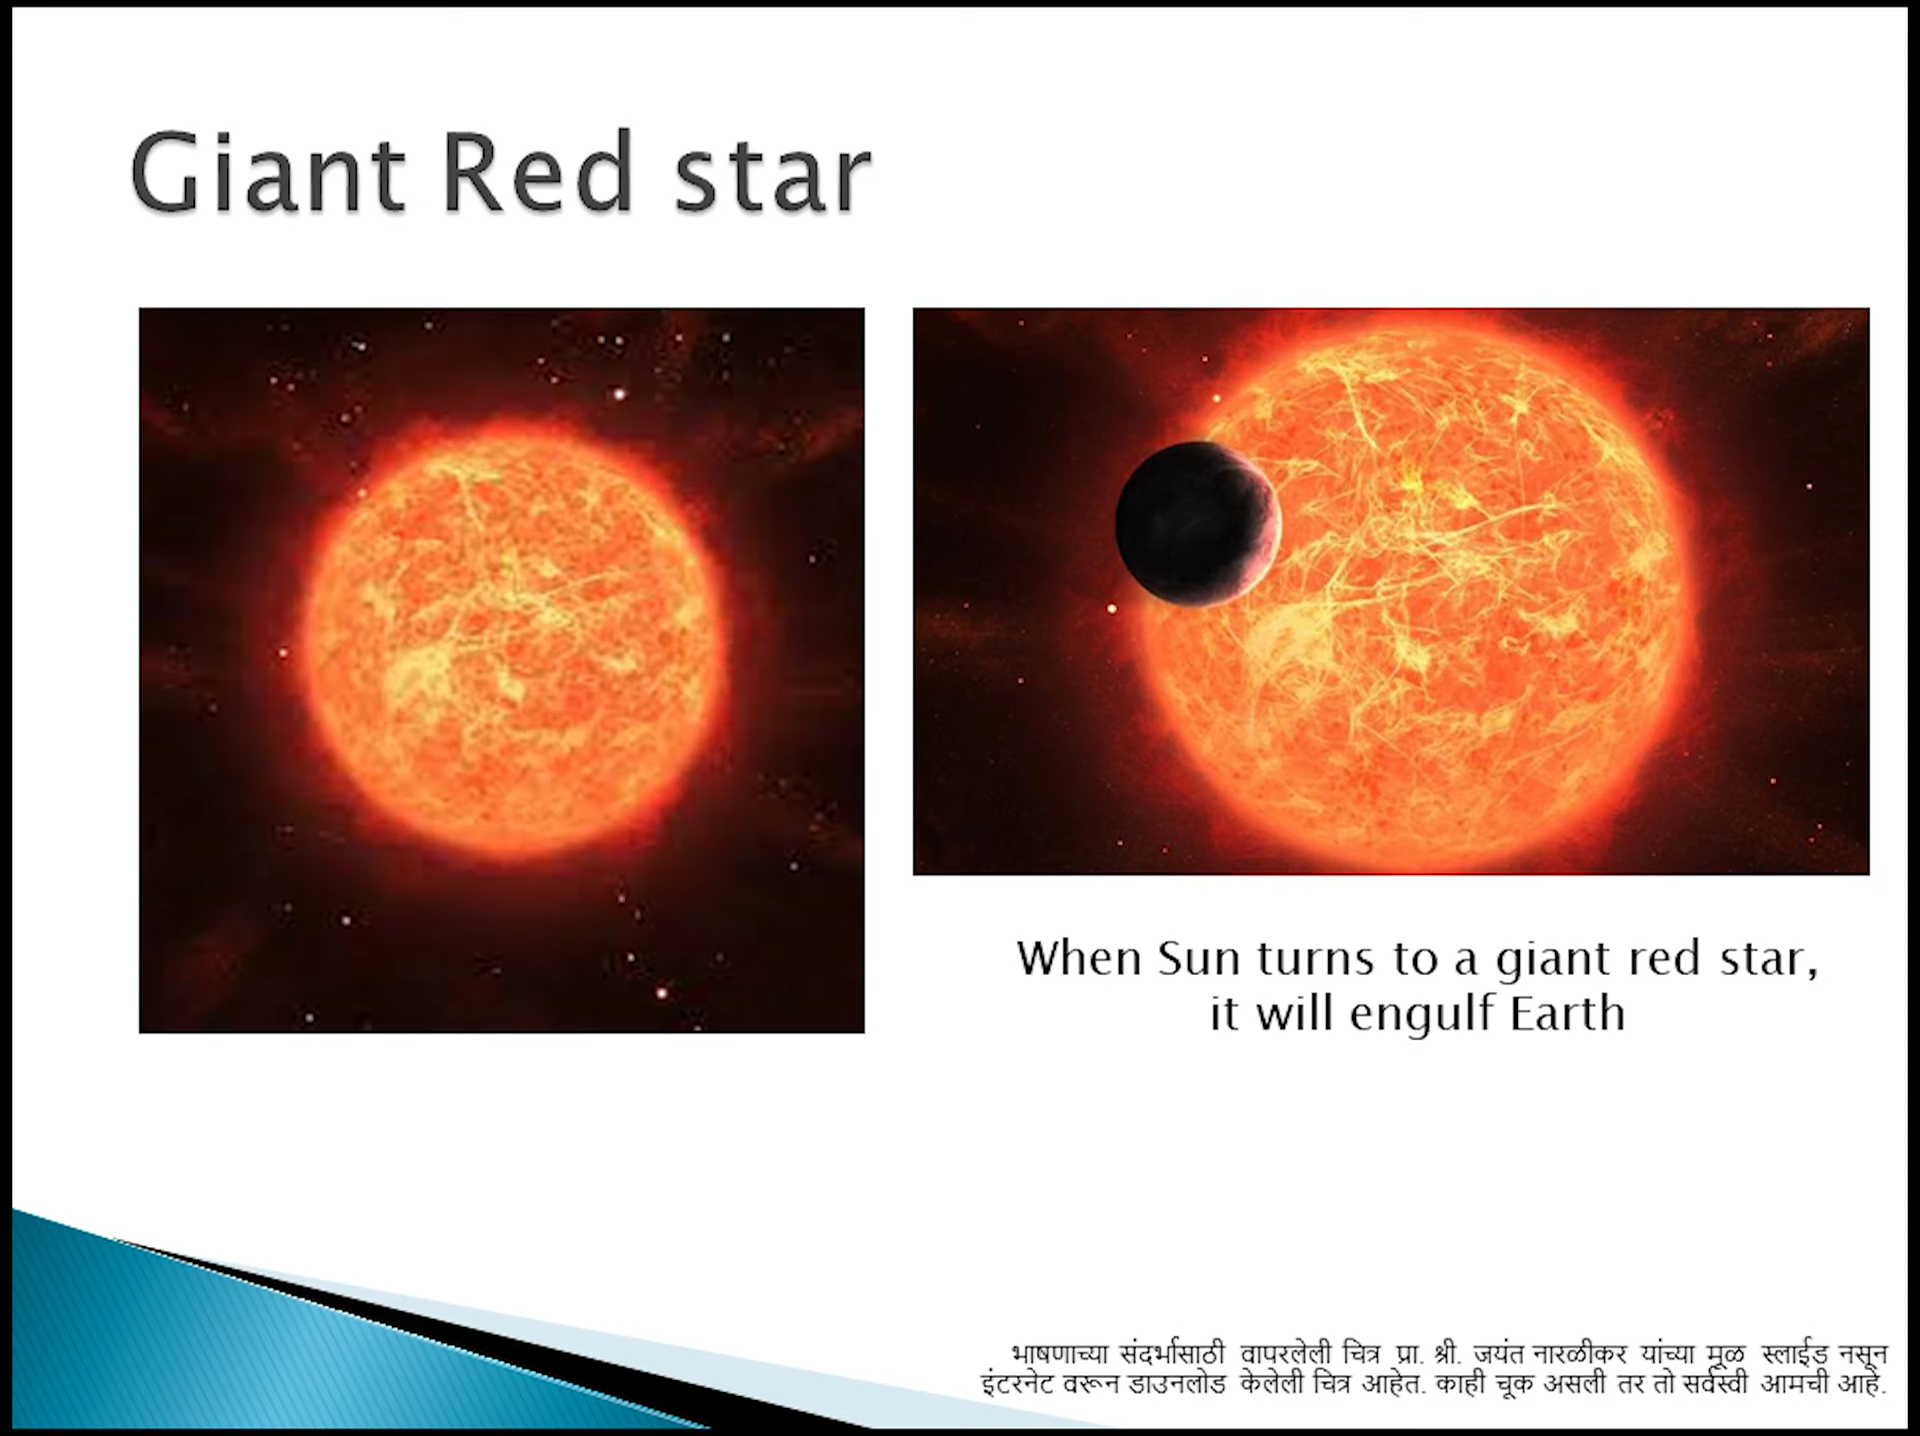 Giant Red star
When Sun turns to a giant red star,
it will engulf Earth
भाषणाच्या संदर्भासाठी वापरलेली चित्र प्रा. श्री. जयंत नारळीकर यांच्या मूळ स्लाईड नसून
इंटरनेट वरून डाउनलोड केलेली चित्र आहेत. काही चूक असली तर तो सर्वस्वी आमची आहे.